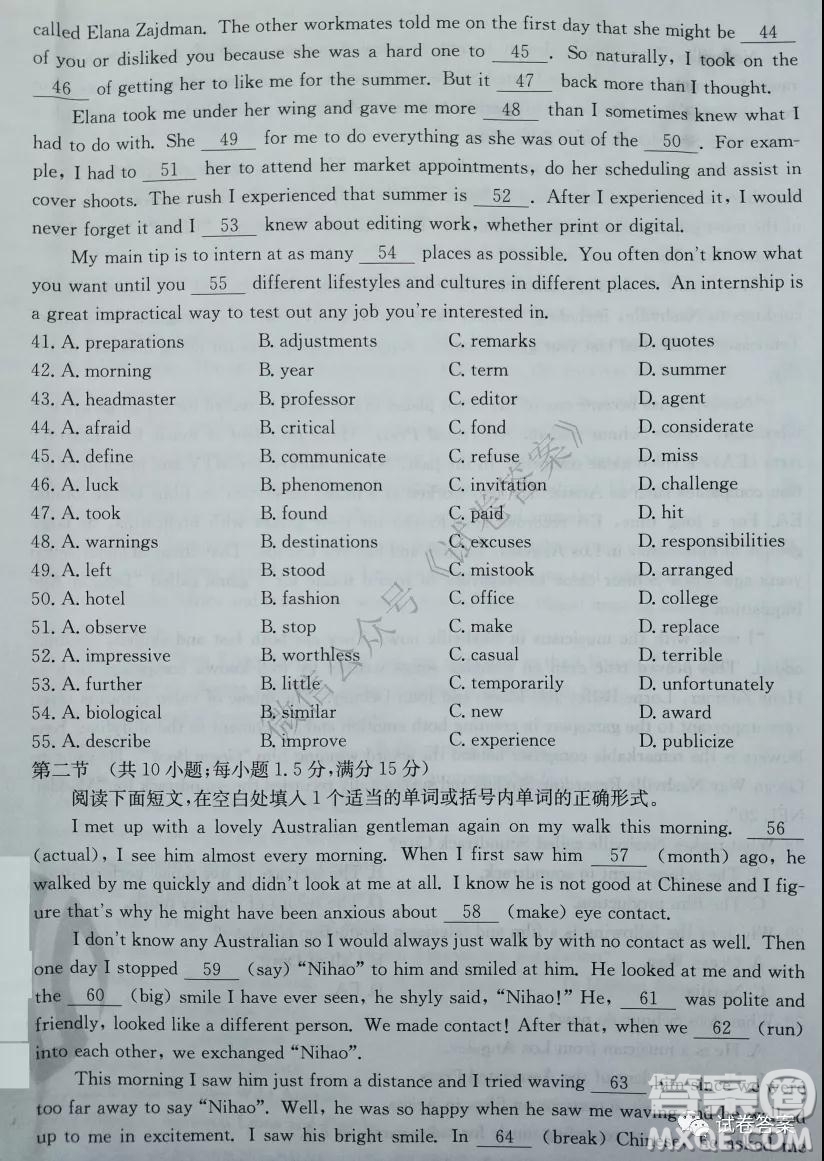 called Elana Zajdman. The other workmates told me on the first day that she might be 44
of you or disliked you because she was a hard one to 45 . So naturally, I took on the
46 of getting her to like me for the summer. But it 47 back more than I thought.
Elana took me under her wing and gave me more 48 than I sometimes knew what I
had to do with. She 49 for me to do everything as she was out of the 50 . For exam-
ple, I had to 51 her to attend her market appointments, do her scheduling and assist in
cover shoots. The rush I experienced that summer is 52 . After I experienced it, I would
never forget it and I 53 knew about editing work, whether print or digital.
My main tip is to intern at as many 54 places as possible. You often don't know what
you want until you 55 different lifestyles and cultures in different places. An internship is
a great impractical way to test out any job you're interested in.
41. A. preparations B. adjustments C. remarks D. quotes
42. A. morning B. year C. term D. summer
43. A. headmaster B. professor C. editor D. agent
44. A. afraid B. critical C. fond D. considerate
45. A. define B. communicate C. refuse D. miss
46. A. luck B. phenomenon C. invitation D. challenge
47. A. took B. found C. paid D. hit
48. A. warnings B. destinations C. excuses D. responsibilities
49. A. left B. stood C. mistook D. arranged
50. A. hotel B. fashion C. office D. college
51. A. observe B. stop C. make D. replace
52. A. impressive B. worthless C. casual D. terrible
53. A. further B. little C. temporarily D. unfortunately
54. A. biological B. similar C. new D. award
55. A. describe B. improve C. experience D. publicize
微信公众号《试卷答案》
第二节 (共10小题;每小题1.5分,满分15分)
阅读下面短文,在空白处填入1个适当的单词或括号内单词的正确形式。
I met up with a lovely Australian gentleman again on my walk this morning. 56
(actual), I see him almost every morning. When I first saw him 57 (month) ago, he
walked by me quickly and didn't look at me at all. I know he is not good at Chinese and I fig-
ure that's why he might have been anxious about 58 (make) eye contact.
I don't know any Australian so I would always just walk by with no contact as well. Then
one day I stopped 59 (say) "Nihao" to him and smiled at him. He looked at me and with
the 60 (big) smile I have ever seen, he shyly said, "Nihao!" He, 61 was polite and
friendly, looked like a different person. We made contact! After that, when we 62 (run)
into each other, we exchanged "Nihao".
This morning I saw him just from a distance and I tried waving 63 him since we were
too far away to say "Nihao". Well, he was so happy when he saw me waving and he
up to me in excitement. I saw his bright smile. In 64 (break) Chinese, he asked me
试卷答案